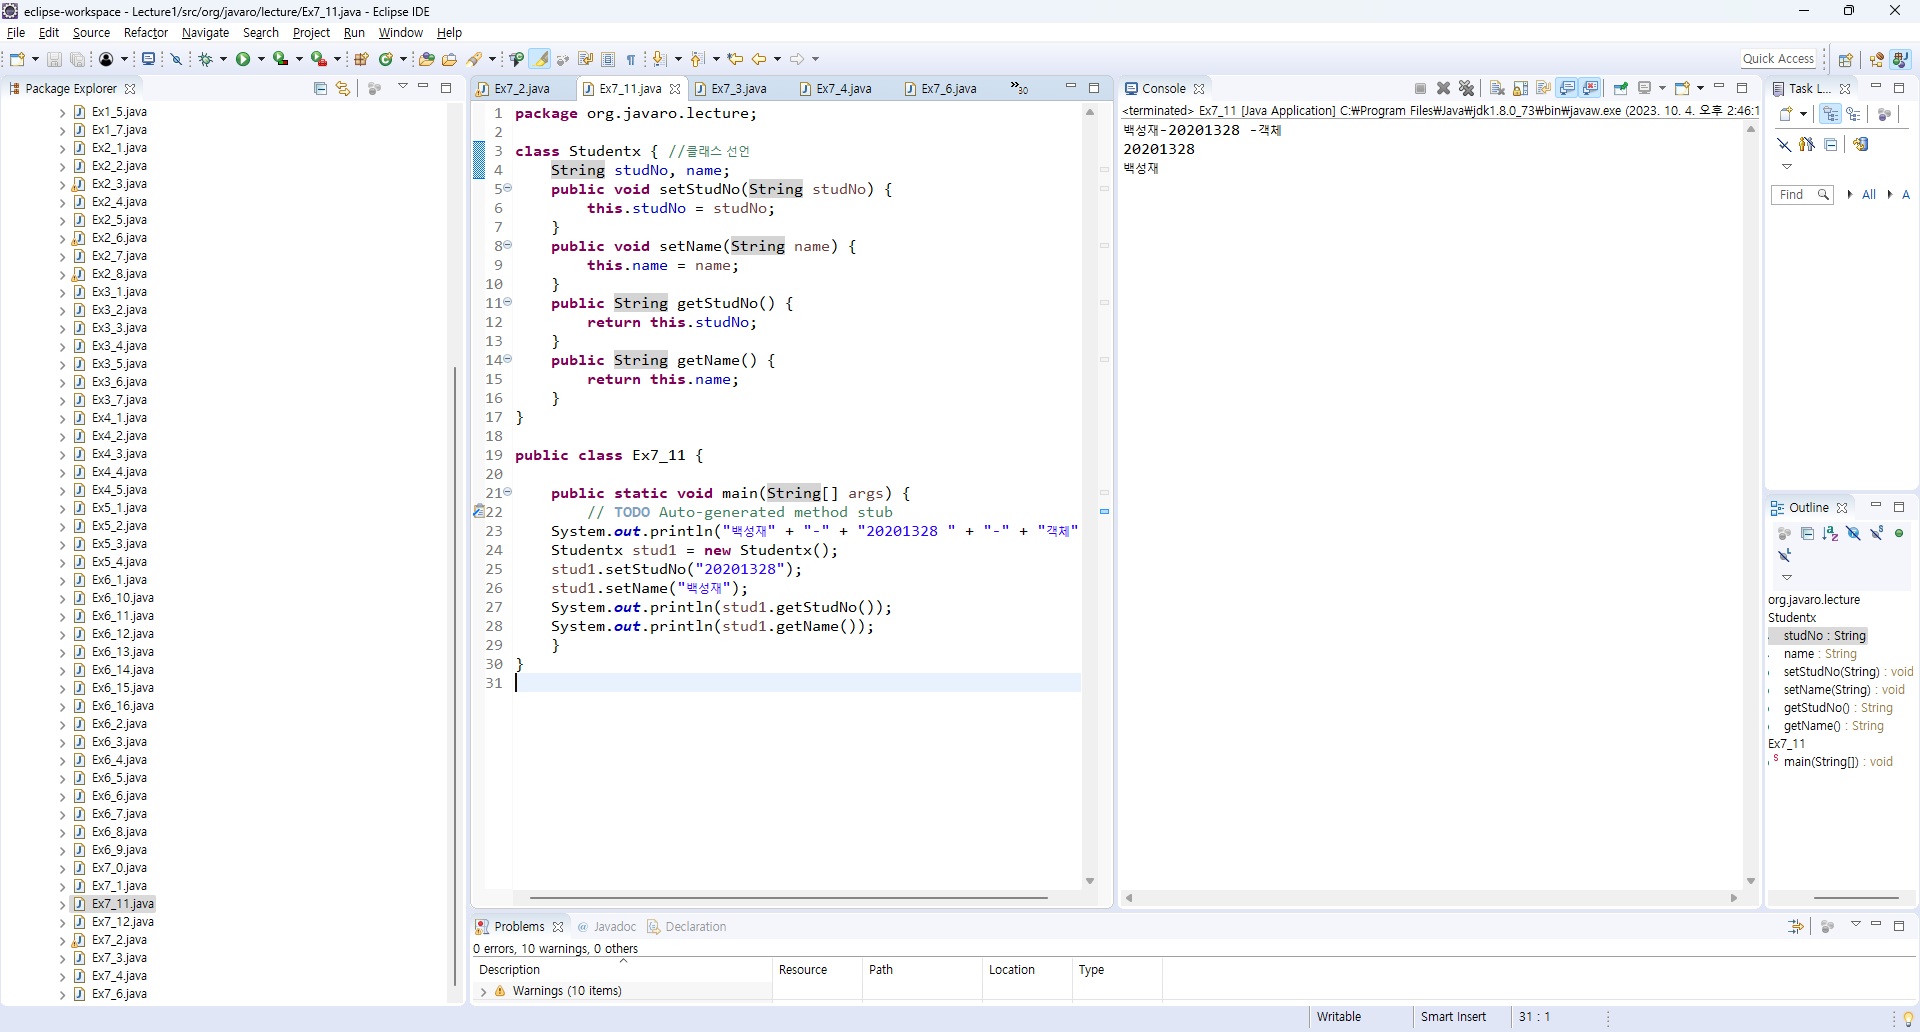 eclipse-workspace - Lecture1/src/org/javaro/lecture/Ex7_11.java - Eclipse IDE
File Edit Source Refactor Navigate Search Project Run Window Help
Quick Access
Package Explorer
Ex1_5.java
Ex1_7.java
Ex2_1.java
Ex2_2.java
Ex2_3.java
Ex2_4.java
Ex2_5.java
Ex2_6.java
Ex2_7.java
Ex2_8.java
Ex3_1.java
Ex3_2.java
Ex3_3.java
Ex3_4.java
Ex3_5.java
Ex3_6.java
Ex3_7.java
Ex4_1.java
Ex4_2.java
Ex4_3.java
Ex4_4.java
Ex4_5.java
Ex5_1.java
Ex5_2.java
Ex5_3.java
Ex5_4.java
Ex6_1.java
Ex6_10.java
Ex6_11.java
Ex6_12.java
Ex6_13.java
Ex6_14.java
Ex6_15.java
Ex6_16.java
Ex6_2.java
Ex6_3.java
Ex6_4.java
Ex6_5.java
Ex6_6.java
Ex6_7.java
Ex6_8.java
Ex6_9.java
Ex7_0.java
Ex7_1.java
Ex7_11.java
Ex7_12.java
Ex7_2.java
Ex7_3.java
Ex7_4.java
Ex7_6.java
Ex7_2.java Ex7_11.java Ex7_3.java Ex7_4.java Ex7_6.java »30
1 package org.javaro.lecture;
2
3 class Studentx { //클래스 선언
4 String studNo, name;
5 public void setStudNo(String studNo) {
6 this.studNo = studNo;
7 }
8 public void setName(String name) {
9 this.name = name;
10 }
11 public String getStudNo() {
12 return this.studNo;
13 }
14 public String getName() {
15 return this.name;
16 }
17 }
18
19 public class Ex7_11 {
20
21 public static void main(String[] args) {
22 // TODO Auto-generated method stub
23 System.out.println("백성재" + "-" + "20201328 " + "-" + "객체"
24 Studentx stud1 = new Studentx();
25 stud1.setStudNo("20201328");
26 stud1.setName("백성재");
27 System.out.println(stud1.getStudNo());
28 System.out.println(stud1.getName());
29 }
30 }
31
Console
<terminated> Ex7_11 [Java Application] C:₩Program Files₩Java₩jdk1.8.0_73₩bin₩javaw.exe (2023. 10. 4. 오후 2:46:1
백성재-20201328 -객체
20201328
백성재
Task L...
Find All A
Outline
org.javaro.lecture
Studentx
studNo : String
name : String
setStudNo(String) : void
setName(String) : void
getStudNo() : String
getName() : String
Ex7_11
S main(String[]) : void
Problems @ Javadoc Declaration
0 errors, 10 warnings, 0 others
Description Resource Path Location Type
Warnings (10 items)
Writable Smart Insert 31 : 1